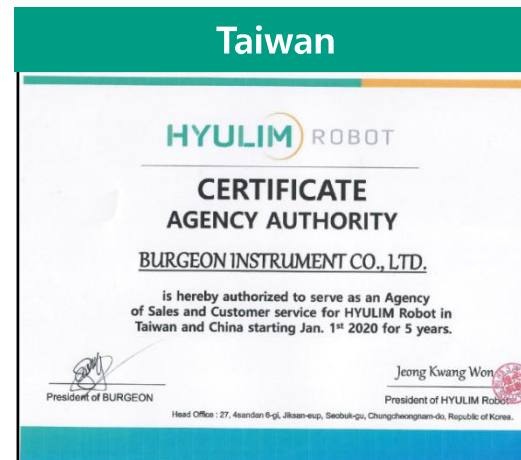 Taiwan
HYULIM ROBOT
CERTIFICATE
AGENCY AUTHORITY
BURGEON INSTRUMENT CO., LTD.
is hereby authorized to serve as an Agency
of Sales and Customer service for HYULIM Robot in
Taiwan and China starting Jan. 1st 2020 for 5 years.
Jeong Kwang Won
President of BURGEON
President of HYULIM Robot
Head Office : 27, 4sandan 6-gi, Jiksan-eup, Seobuk-gu, Chungcheongnam-do, Republic of Korea.